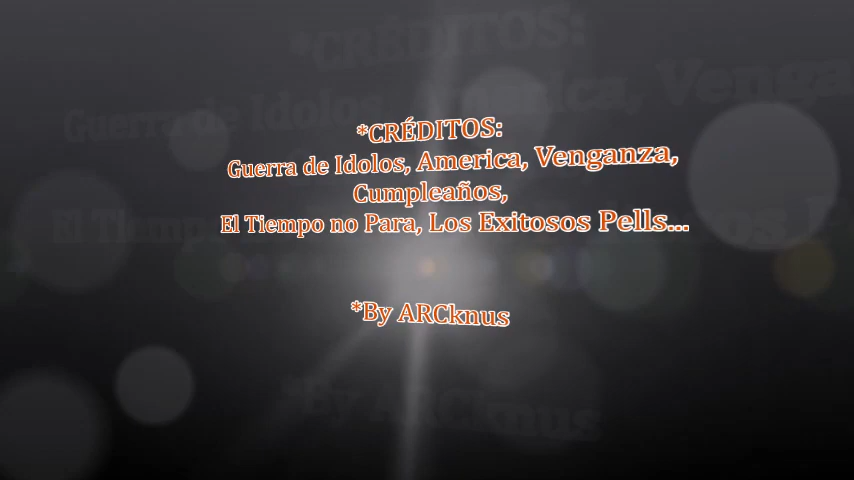 *CRÉDITOS:
Guerra de Idolos, America, Venganza,
Cumpleaños,
El Tiempo no Para, Los Exitosos Pells...
*By ARCknus